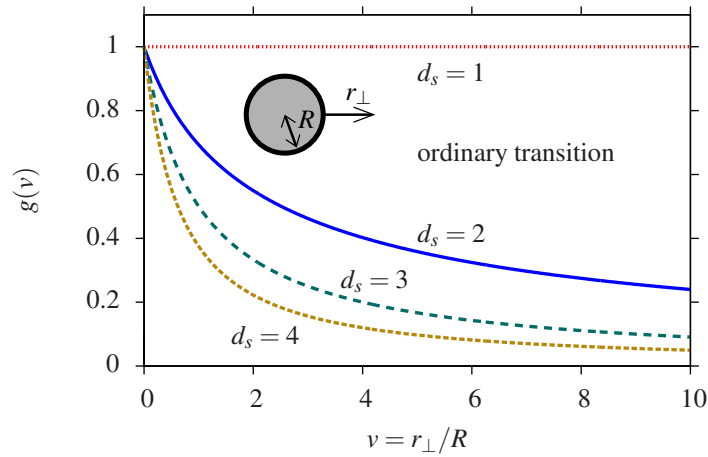 1
0.8
0.6
0.4
0.2
0
g(v)
d_s = 1
r_⊥
R
ordinary transition
d_s = 2
d_s = 3
d_s = 4
0 2 4 6 8 10
v = r_⊥/R